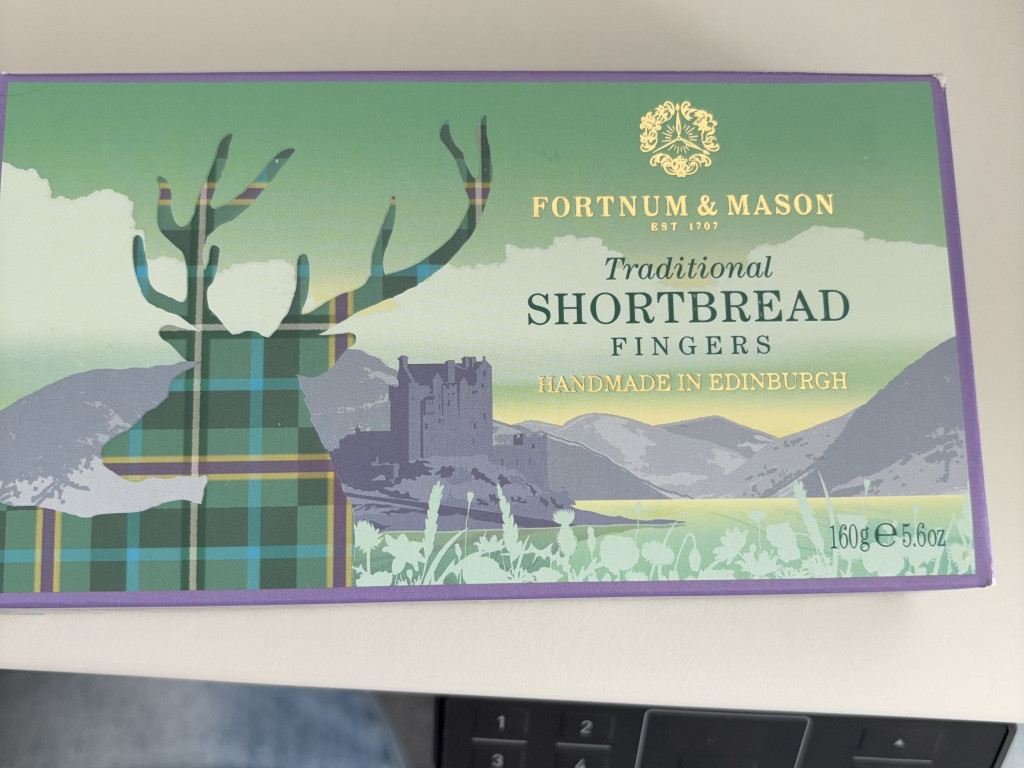 FORTNUM & MASON
EST 1707
Traditional
SHORTBREAD
FINGERS
HANDMADE IN EDINBURGH
160g ℮ 5.6oz
1 2
3 4